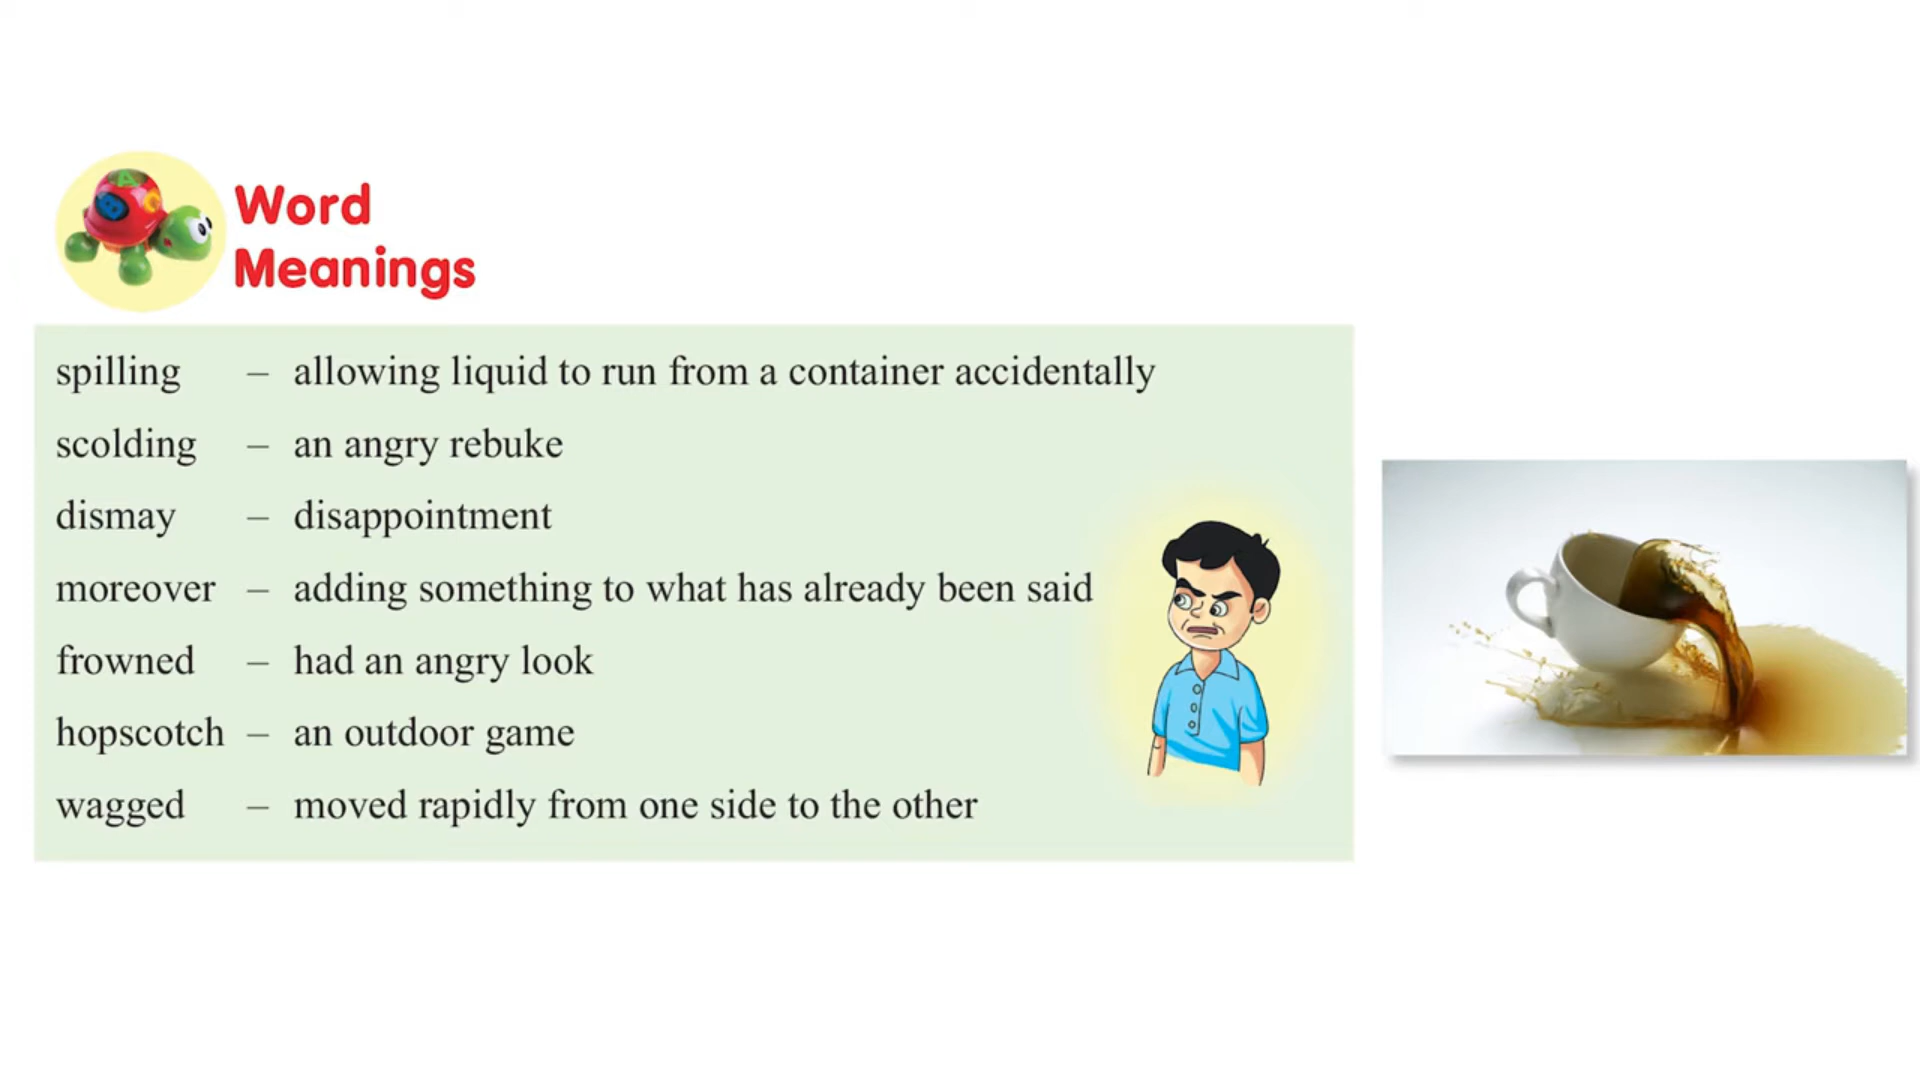 Word
Meanings
spilling – allowing liquid to run from a container accidentally
scolding – an angry rebuke
dismay – disappointment
moreover – adding something to what has already been said
frowned – had an angry look
hopscotch – an outdoor game
wagged – moved rapidly from one side to the other